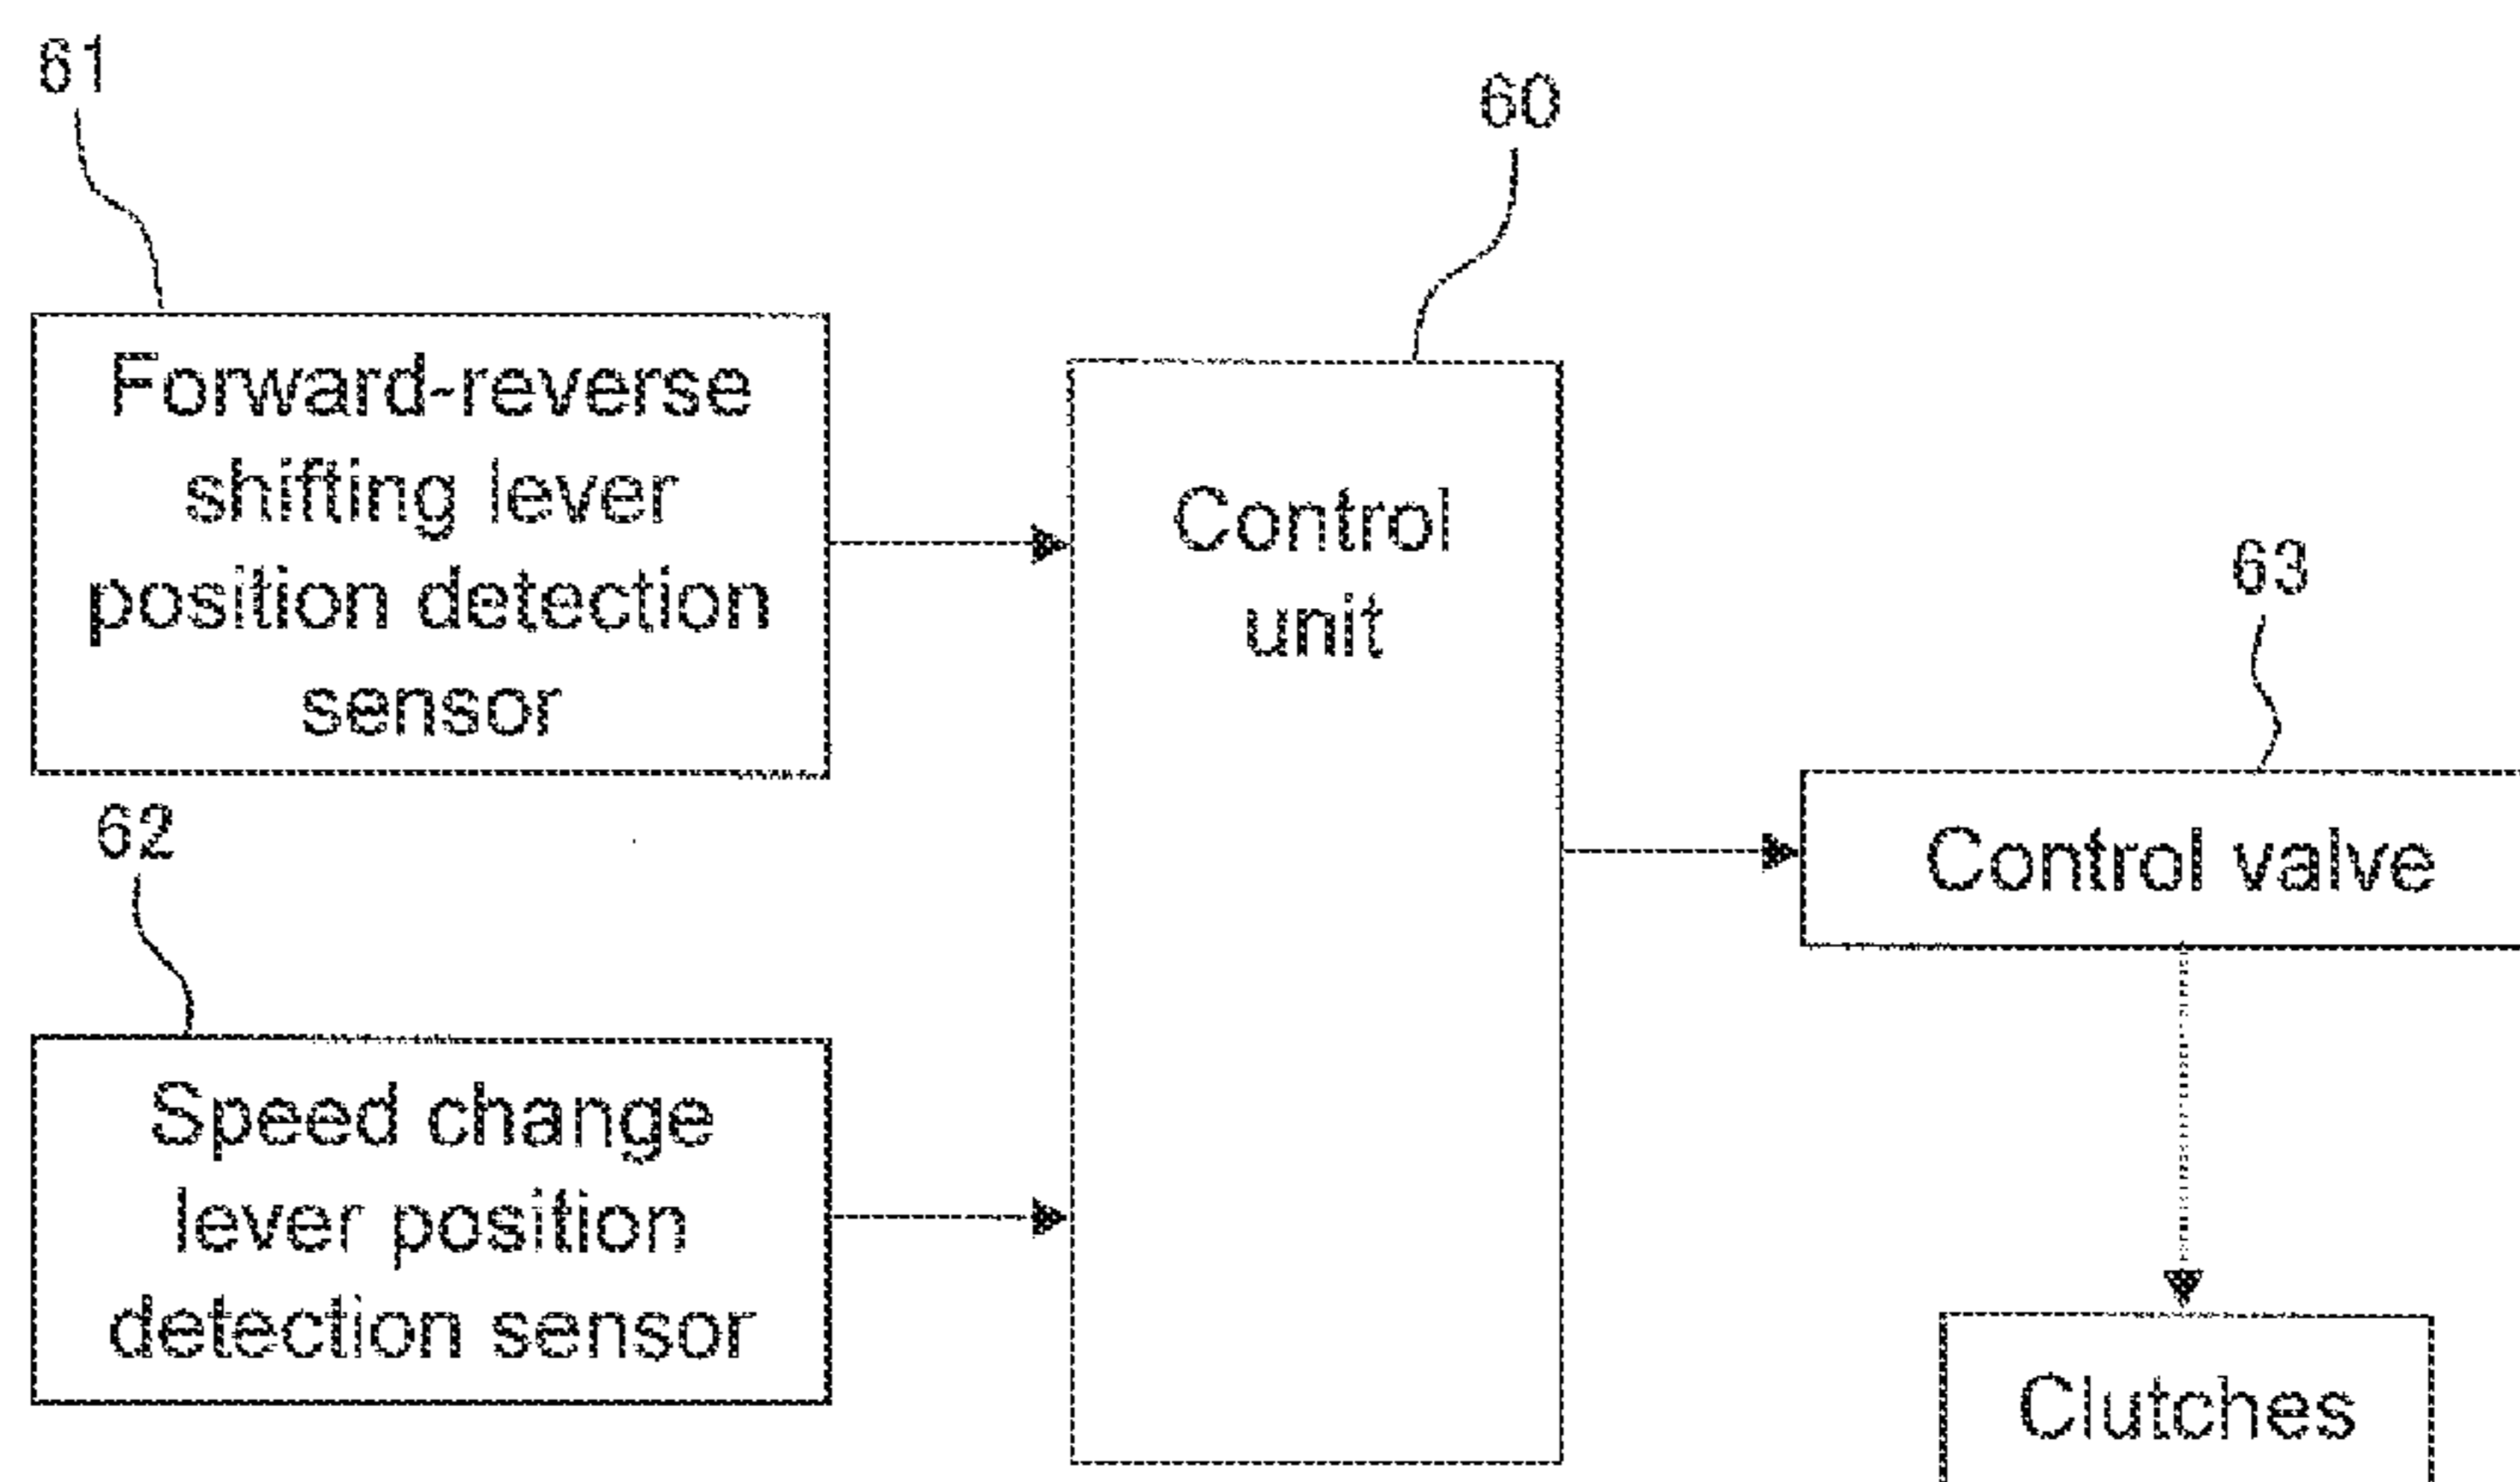 61
60
Forward-reverse
shifting lever
position detection
sensor
Control
unit
63
Control valve
62
Speed change
lever position
detection sensor
Clutches